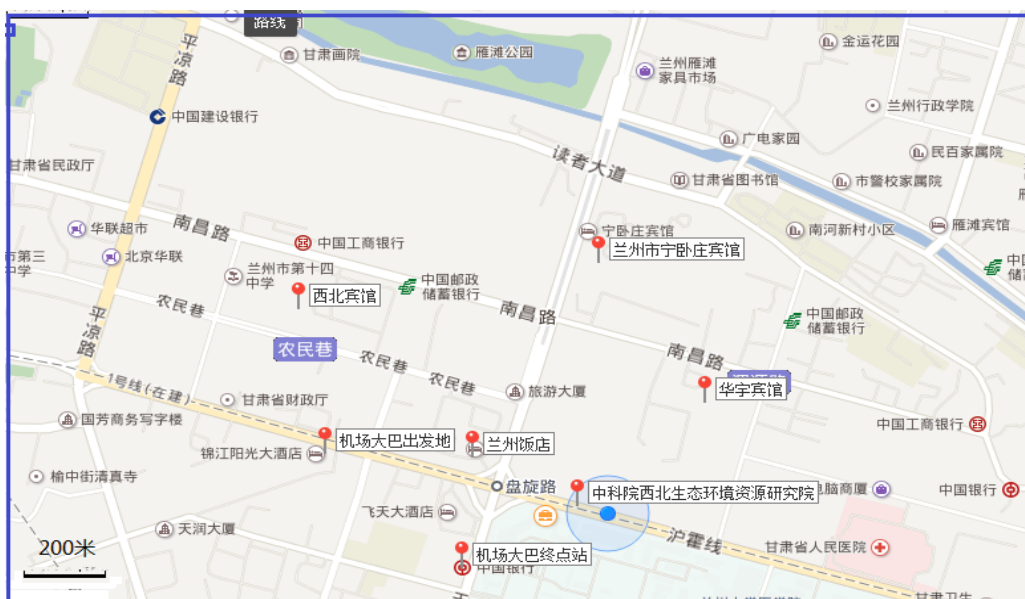 路线
平凉路
甘肃画院
雁滩公园
金运花园
兰州雁滩
家具市场
兰州行政学院
中国建设银行
广电家园
读者大道
民百家属院
甘肃省民政厅
甘肃省图书馆
市警校家属院
南昌路
华联超市
宁卧庄宾馆
南河新村小区
雁滩宾馆
中国工商银行
兰州市宁卧庄宾馆
市第三
中学
北京华联
兰州市第十四
中学
中国邮政
储蓄银行
西北宾馆
农民巷
南昌路
中国邮政
储蓄银行
平凉路
农民巷
农民巷
南昌路
农民巷
1号线(在建)
旅游大厦
华宇宾馆
甘肃省财政厅
国芳商务写字楼
中国工商银行
机场大巴出发地
兰州饭店
锦江阳光大酒店
榆中街清真寺
盘旋路
中科院西北生态环境资源研究院
电脑商厦
中国银行
飞天大酒店
天润大厦
沪霍线
200米
甘肃省人民医院
机场大巴终点站
中国银行